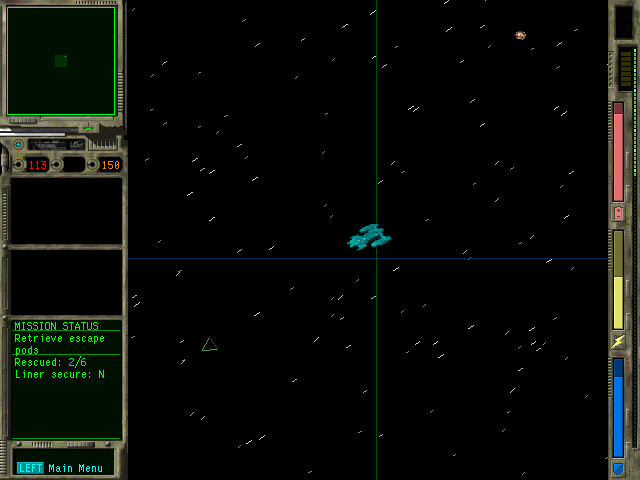 113 150
MISSION STATUS
Retrieve escape
pods
Rescued: 2/6
Liner secure: N
LEFT Main Menu